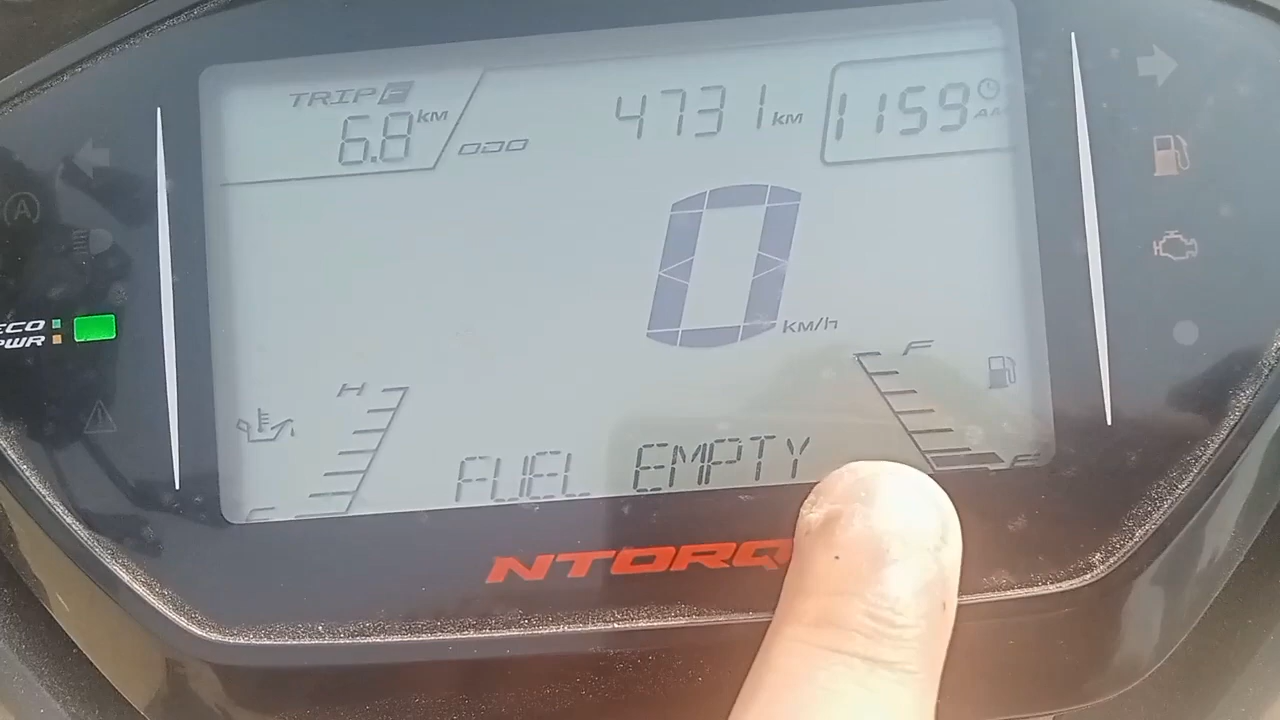 TRIP F
6.8 km
ODO
4731 km
1159
0
km/h
ECO
PWR
A
H
C
F
E
FUEL EMPTY
NTORQ